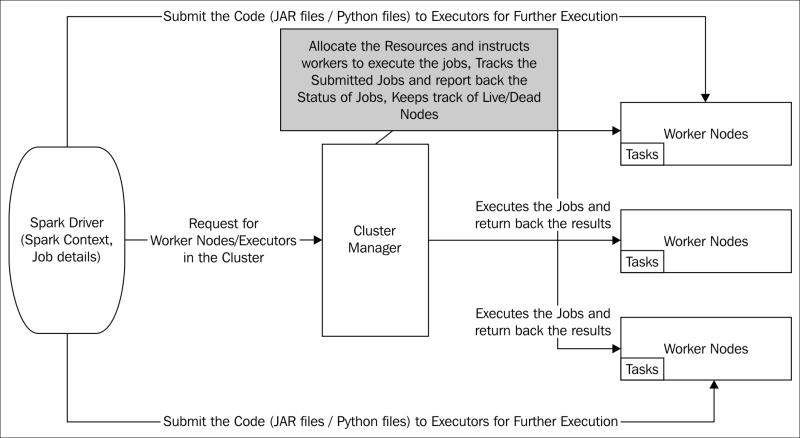 Submit the Code (JAR files / Python files) to Executors for Further Execution
Allocate the Resources and instructs
workers to execute the jobs, Tracks the
Submitted Jobs and report back the
Status of Jobs, Keeps track of Live/Dead
Nodes
Worker Nodes
Tasks
Spark Driver
(Spark Context,
Job details)
Request for
Worker Nodes/Executors
in the Cluster
Cluster
Manager
Executes the Jobs and
return back the results
Worker Nodes
Tasks
Executes the Jobs and
return back the results
Worker Nodes
Tasks
Submit the Code (JAR files / Python files) to Executors for Further Execution